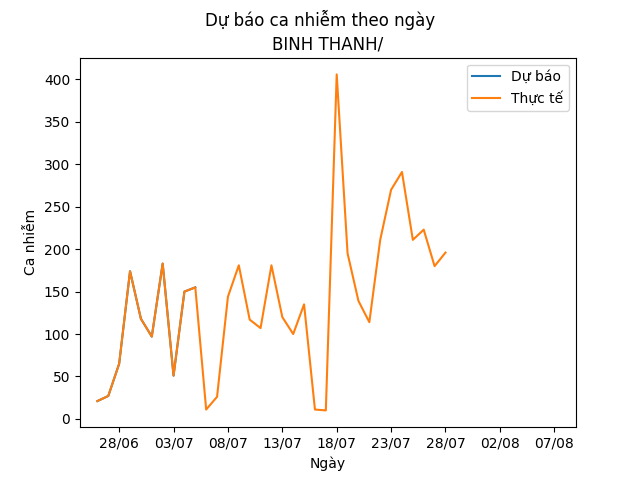 Dự báo ca nhiễm theo ngày
BINH THANH/
Dự báo
Thực tế
400
350
300
250
200
150
100
50
0
Ca nhiễm
28/06 03/07 08/07 13/07 18/07 23/07 28/07 02/08 07/08
Ngày